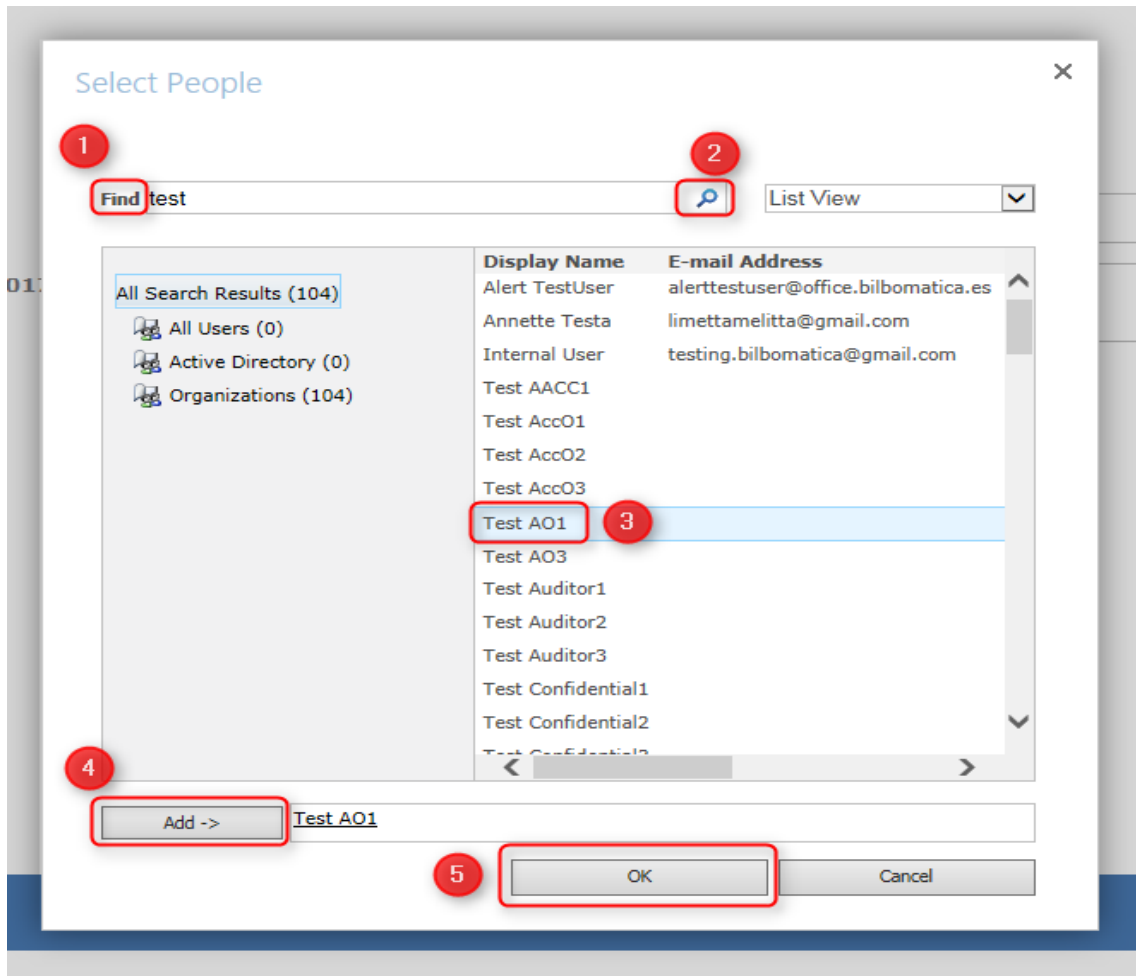 Select People
1
2
Find test
List View
017
Display Name E-mail Address
All Search Results (104)
All Users (0)
Active Directory (0)
Organizations (104)
Alert TestUser alerttestuser@office.bilbomatica.es
Annette Testa limettamelitta@gmail.com
Internal User testing.bilbomatica@gmail.com
Test AACC1
Test AccO1
Test AccO2
Test AccO3
Test AO1 3
Test AO3
Test Auditor1
Test Auditor2
Test Auditor3
Test Confidential1
Test Confidential2
4
Add -> Test AO1
5
OK Cancel